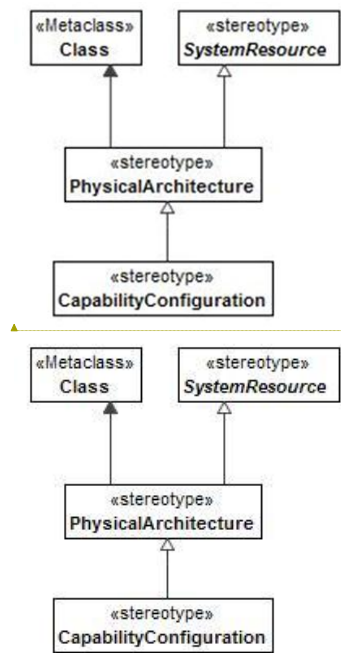 «Metaclass»
Class
«stereotype»
SystemResource
«stereotype»
PhysicalArchitecture
«stereotype»
CapabilityConfiguration
«Metaclass»
Class
«stereotype»
SystemResource
«stereotype»
PhysicalArchitecture
«stereotype»
CapabilityConfiguration